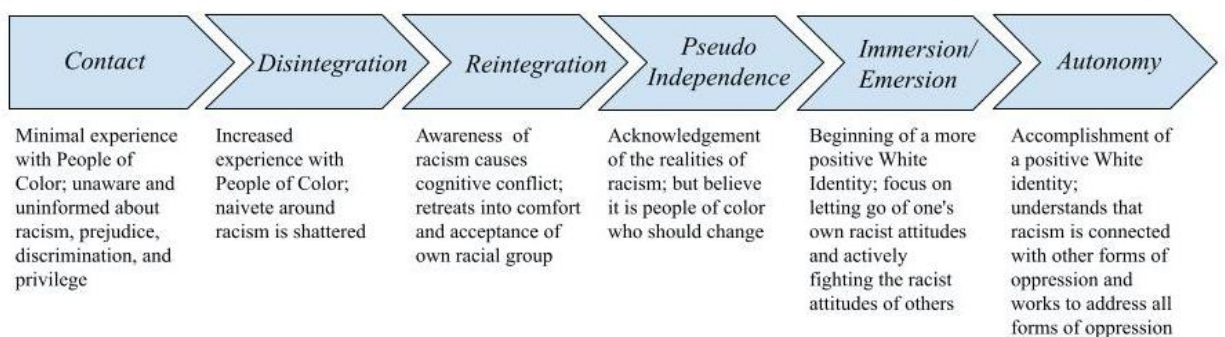 Contact
Disintegration
Reintegration
Pseudo
Independence
Immersion/
Emersion
Autonomy
Minimal experience
with People of
Color; unaware and
uninformed about
racism, prejudice,
discrimination, and
privilege
Increased
experience with
People of Color;
naivete around
racism is shattered
Awareness of
racism causes
cognitive conflict;
retreats into comfort
and acceptance of
own racial group
Acknowledgement
of the realities of
racism; but believe
it is people of color
who should change
Beginning of a more
positive White
Identity; focus on
letting go of one's
own racist attitudes
and actively
fighting the racist
attitudes of others
Accomplishment of
a positive White
identity;
understands that
racism is connected
with other forms of
oppression and
works to address all
forms of oppression